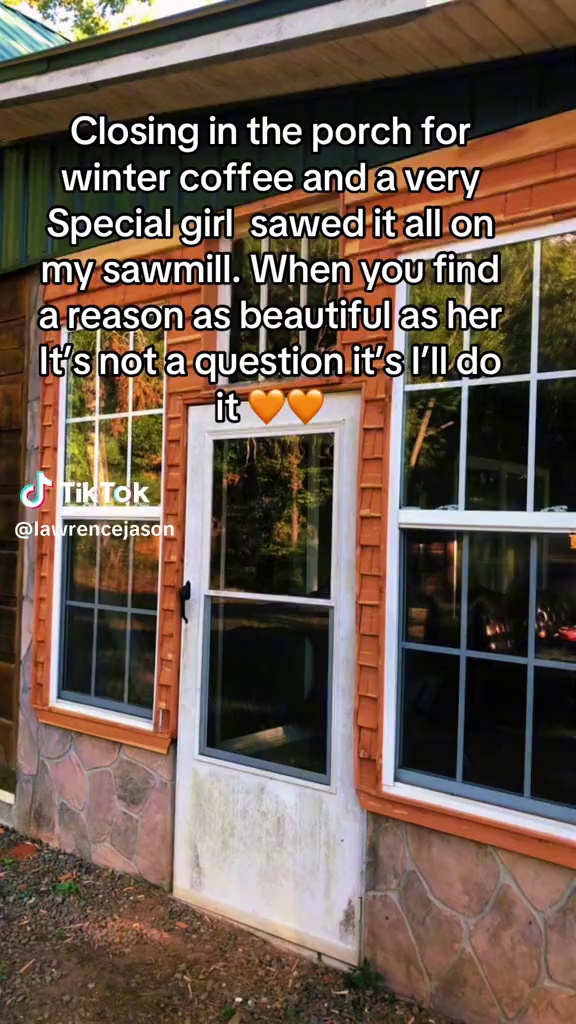 Closing in the porch for
winter coffee and a very
Special girl sawed it all on
my sawmill. When you find
a reason as beautiful as her
It’s not a question it’s I’ll do
it 🧡🧡
TikTok
@lawrencejason